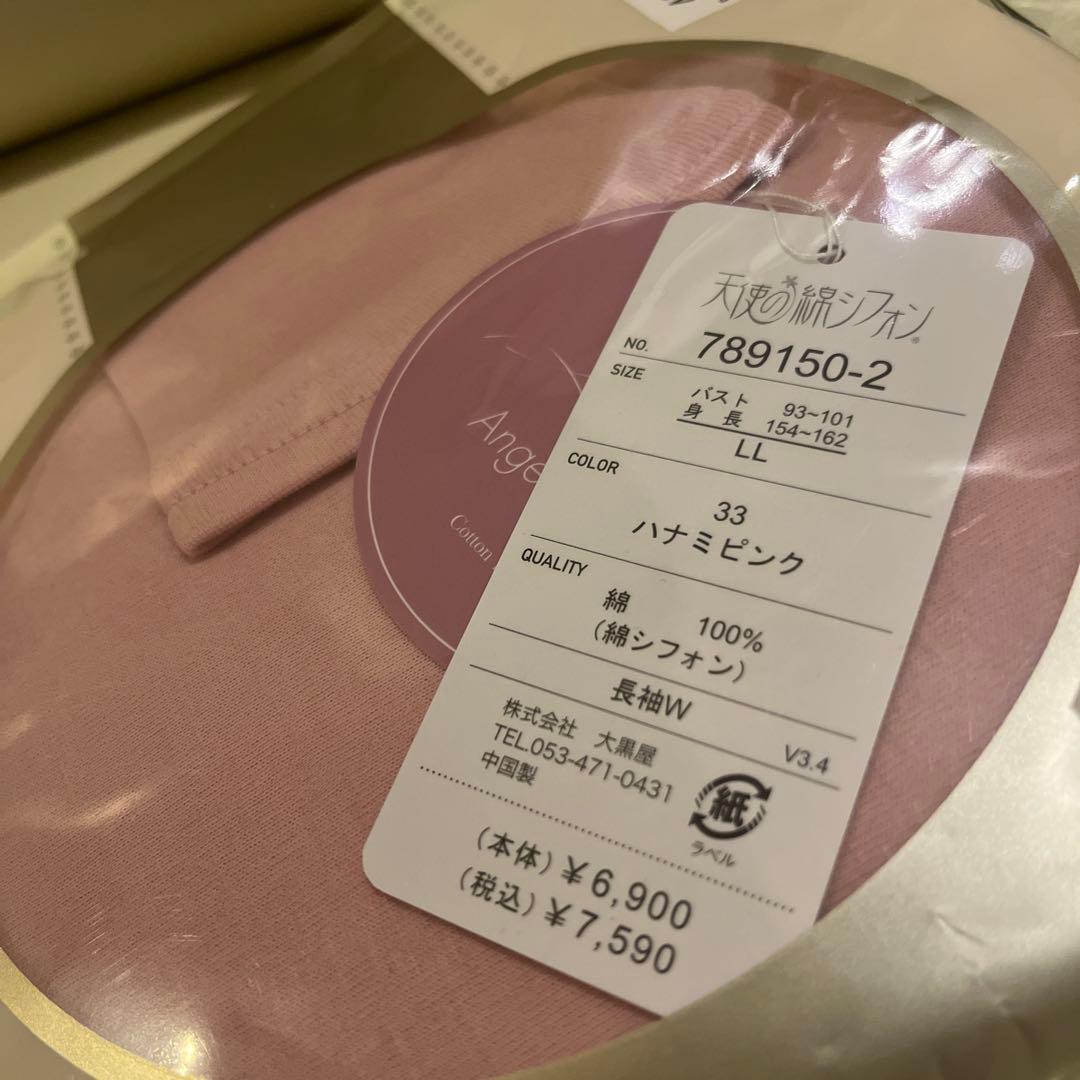 天使の綿シフォン®
NO. 789150-2
SIZE
バスト 93~101
身 長 154~162
LL
COLOR
33
ハナミピンク
QUALITY
綿 100%
(綿シフォン)
長袖W
V3.4
株式会社 大黒屋
TEL.053-471-0431
中国製
紙
ラベル
(本体)¥6,900
(税込)¥7,590
Cotton